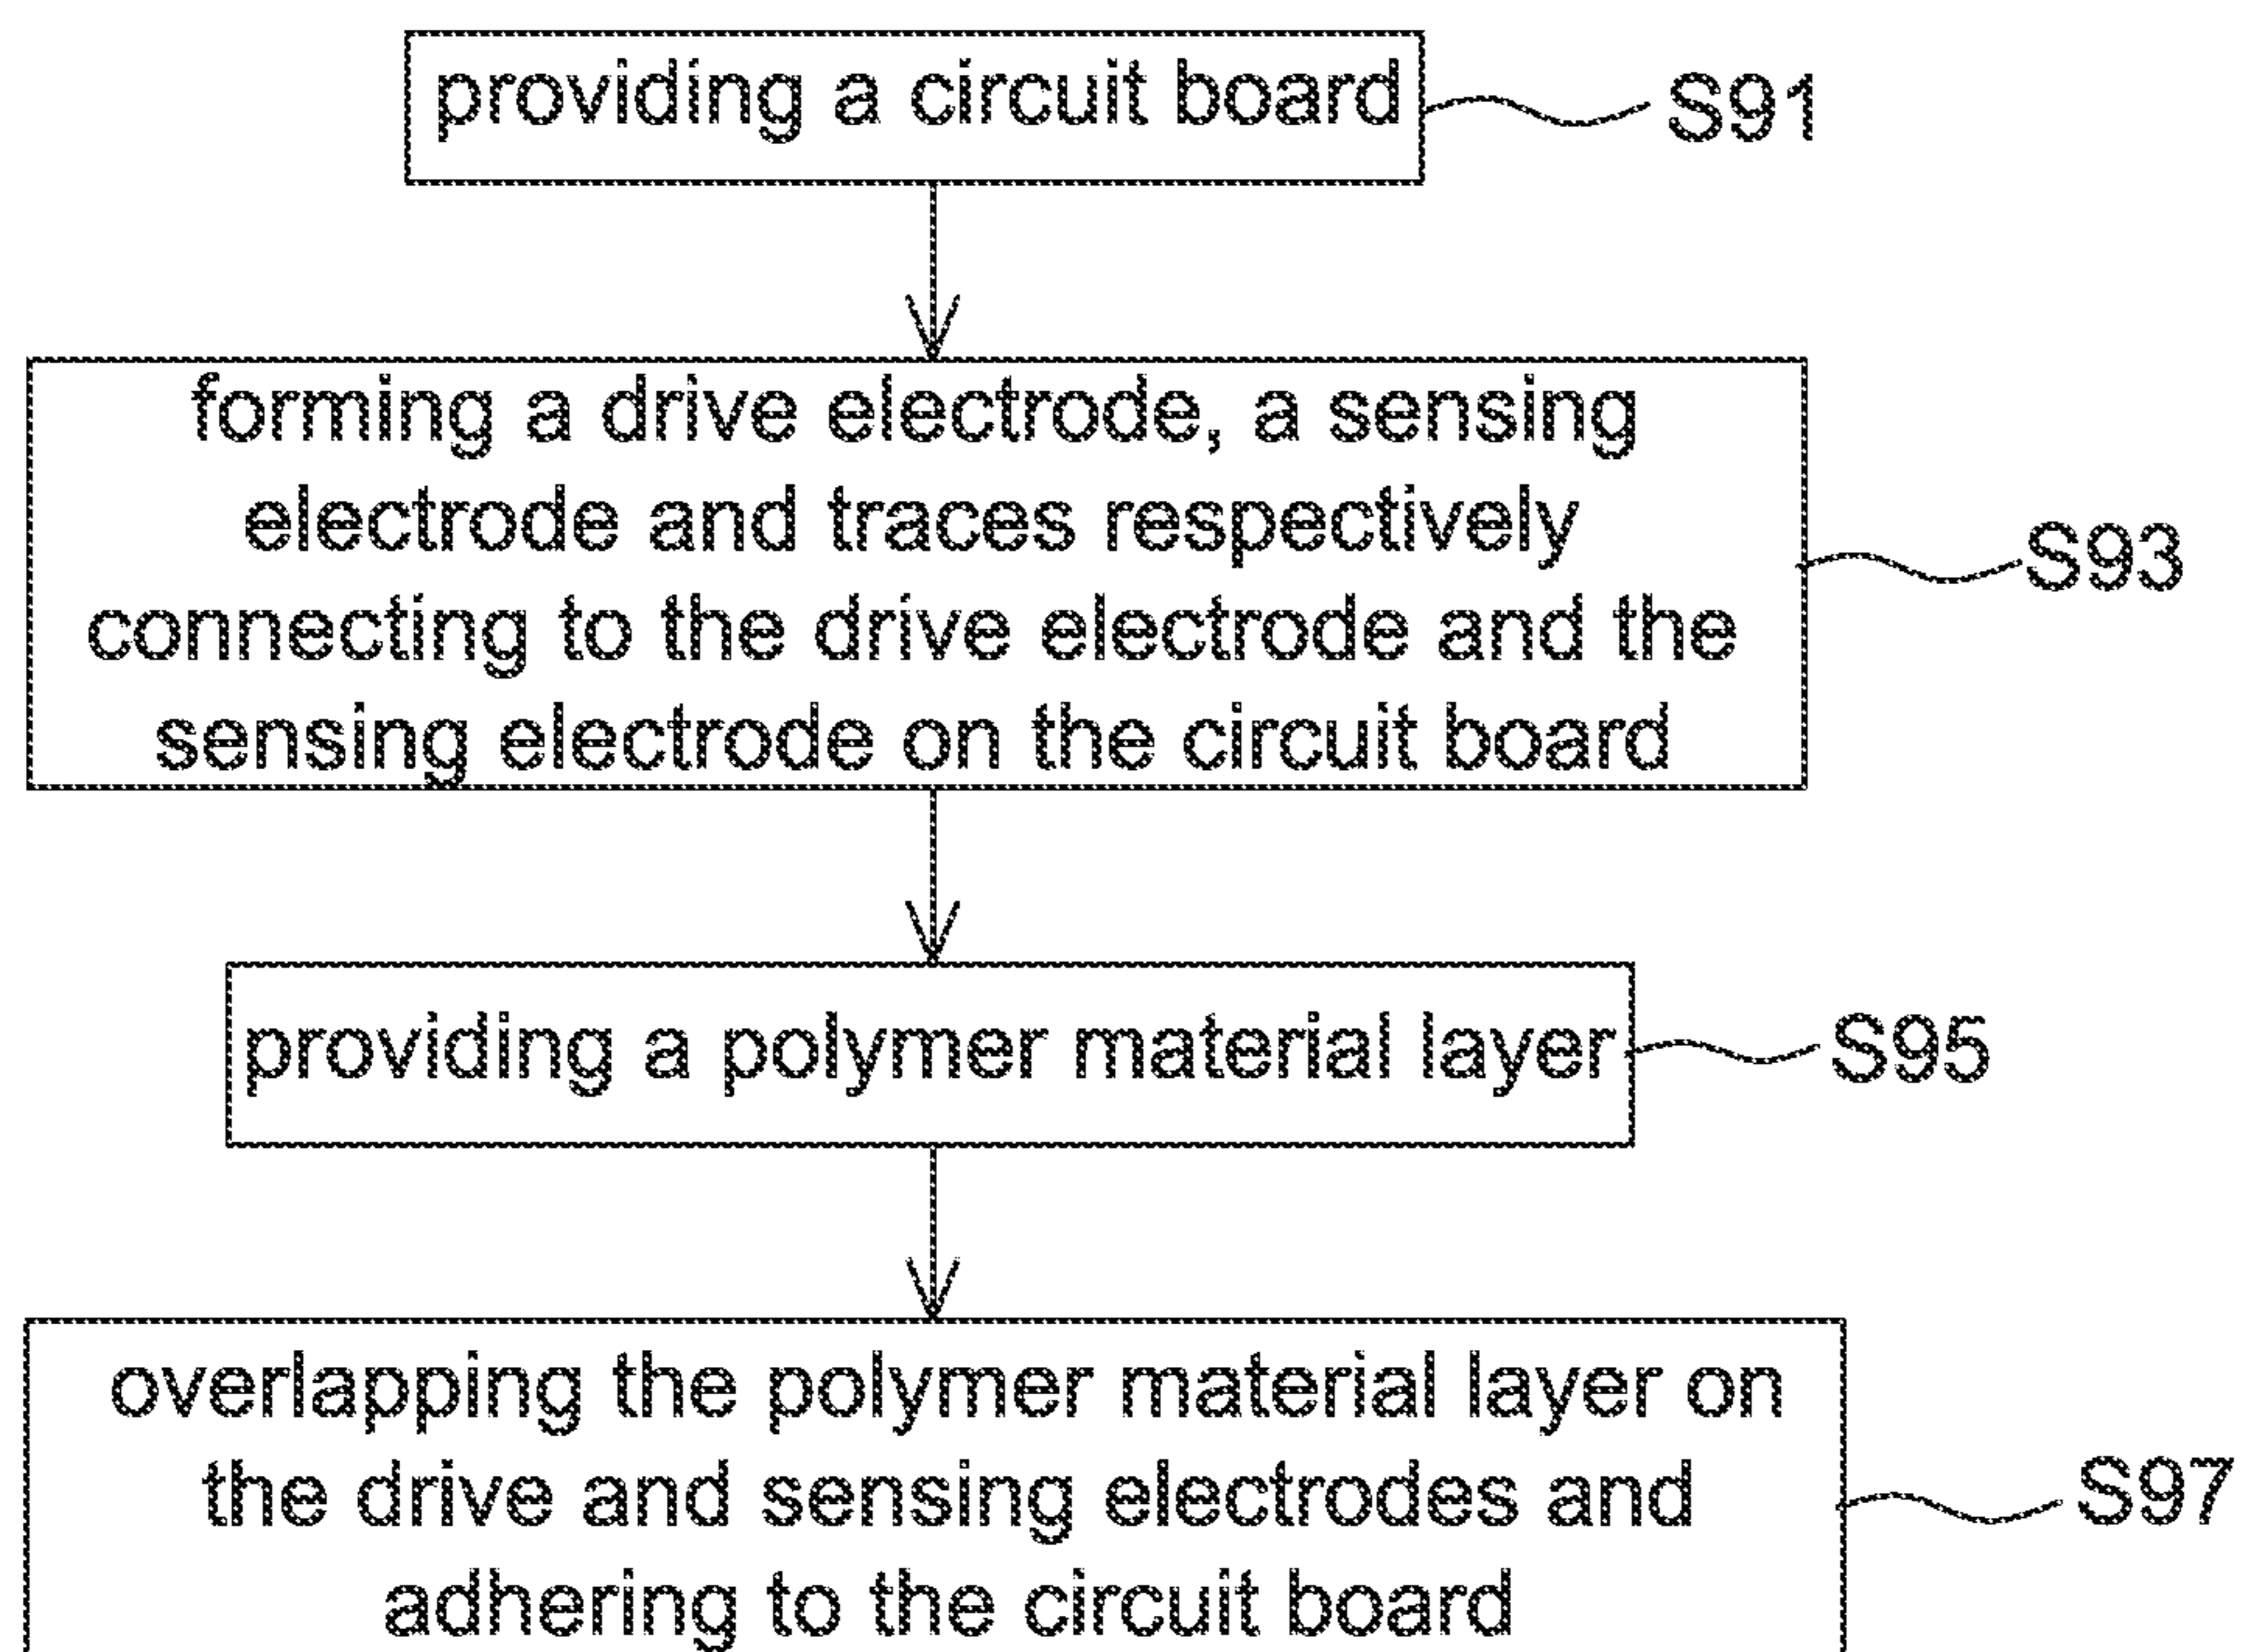 providing a circuit board
S91
forming a drive electrode, a sensing
electrode and traces respectively
connecting to the drive electrode and the
sensing electrode on the circuit board
S93
providing a polymer material layer
S95
overlapping the polymer material layer on
the drive and sensing electrodes and
adhering to the circuit board
S97